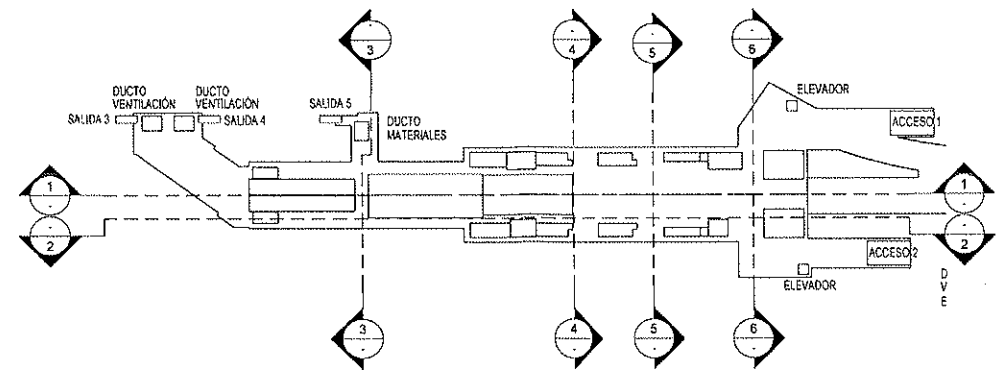 3
4
5
6
DUCTO
VENTILACIÓN
DUCTO
VENTILACIÓN
SALIDA 3
SALIDA 4
SALIDA 5
DUCTO
MATERIALES
ELEVADOR
ACCESO 1
1
1
2
2
ACCESO 2
ELEVADOR
D
V
E
3
4
5
6